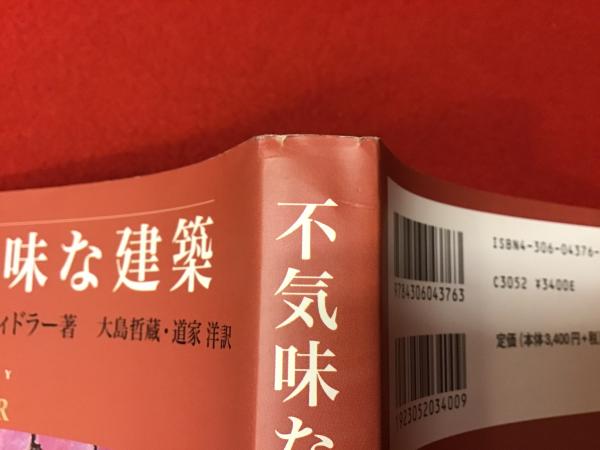 味な建築
ィドラー著 大島哲蔵・道家 洋訳
Y
R
不気味な
9784306043763
1923052034009
ISBN4-306-04376-
C3052 ¥3400E
定価（本体3,400円+税